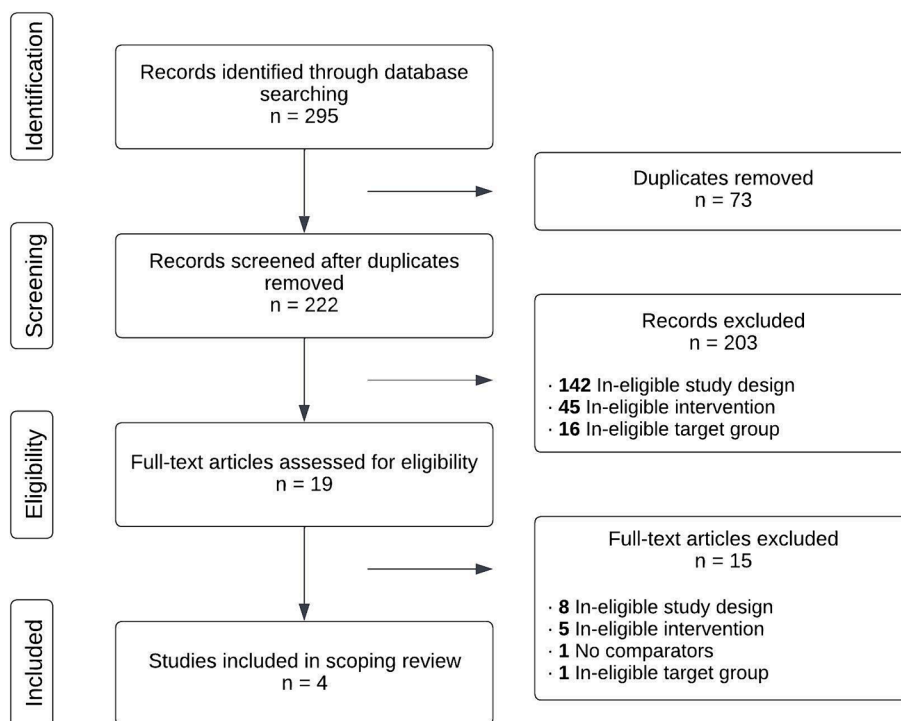 Identification
Records identified through database
searching
n = 295
Duplicates removed
n = 73
Screening
Records screened after duplicates
removed
n = 222
Records excluded
n = 203
· 142 In-eligible study design
· 45 In-eligible intervention
· 16 In-eligible target group
Eligibility
Full-text articles assessed for eligibility
n = 19
Full-text articles excluded
n = 15
· 8 In-eligible study design
· 5 In-eligible intervention
· 1 No comparators
· 1 In-eligible target group
Included
Studies included in scoping review
n = 4